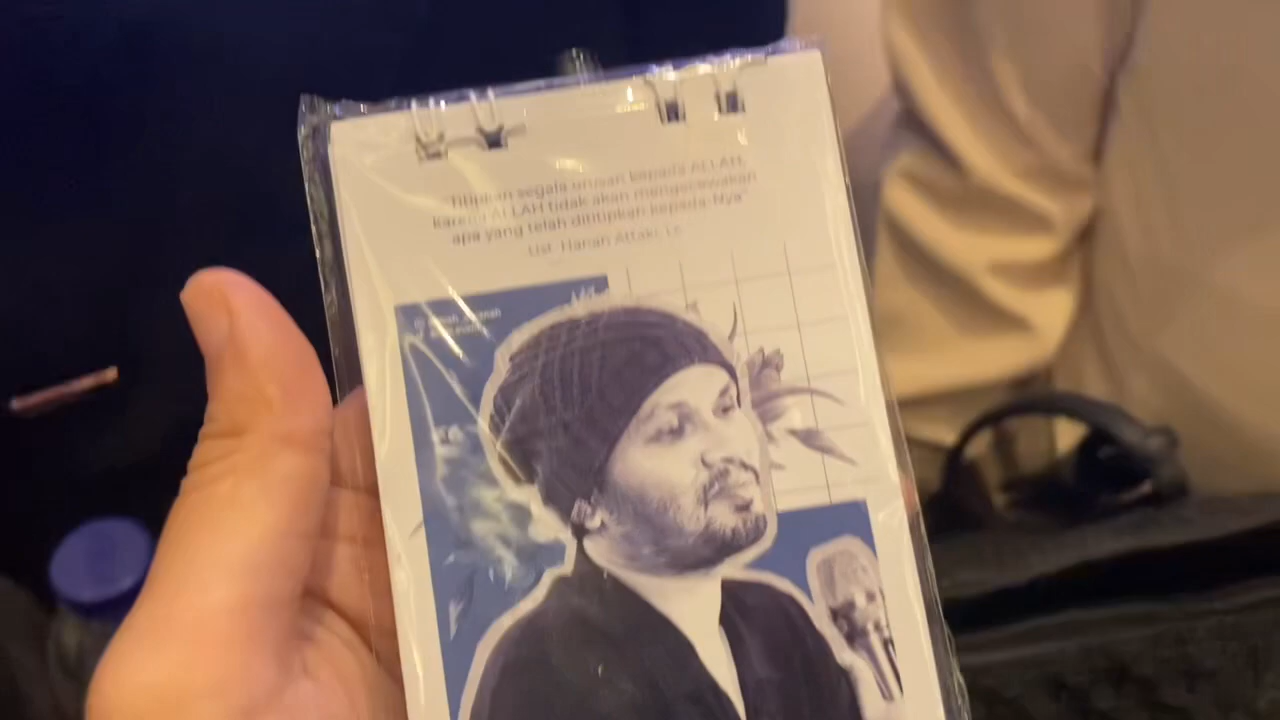 "Titipkan segala urusan kepada ALLAH,
karena ALLAH tidak akan mengecewakan
apa yang telah dititipkan kepada-Nya"
Ust. Hanan Attaki, Lc